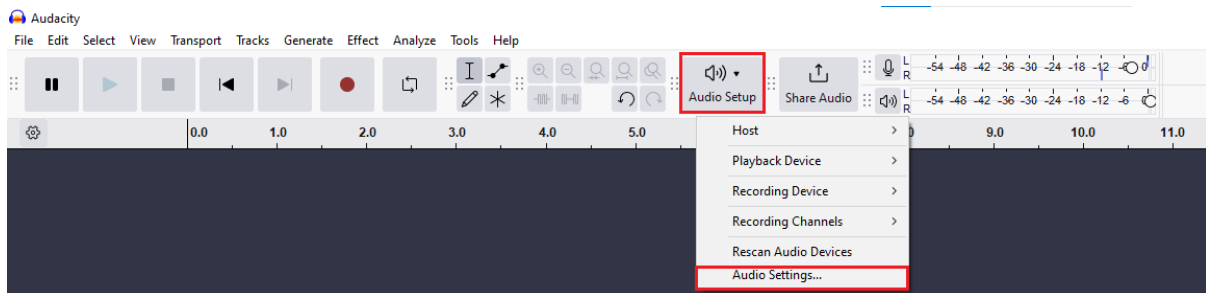 Audacity
File Edit Select View Transport Tracks Generate Effect Analyze Tools Help
L
R
-54 -48 -42 -36 -30 -24 -18 -12 -6 0
Audio Setup
Share Audio
L
R
-54 -48 -42 -36 -30 -24 -18 -12 -6
0.0 1.0 2.0 3.0 4.0 5.0 9.0 10.0 11.0
Host
Playback Device
Recording Device
Recording Channels
Rescan Audio Devices
Audio Settings...